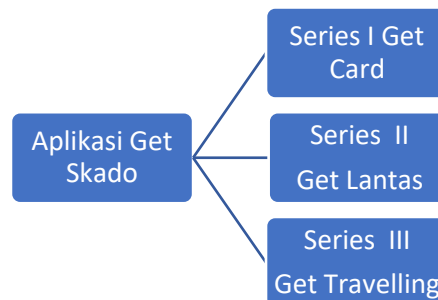 Series I Get
Card
Aplikasi Get
Skado
Series II
Get Lantas
Series III
Get Travelling